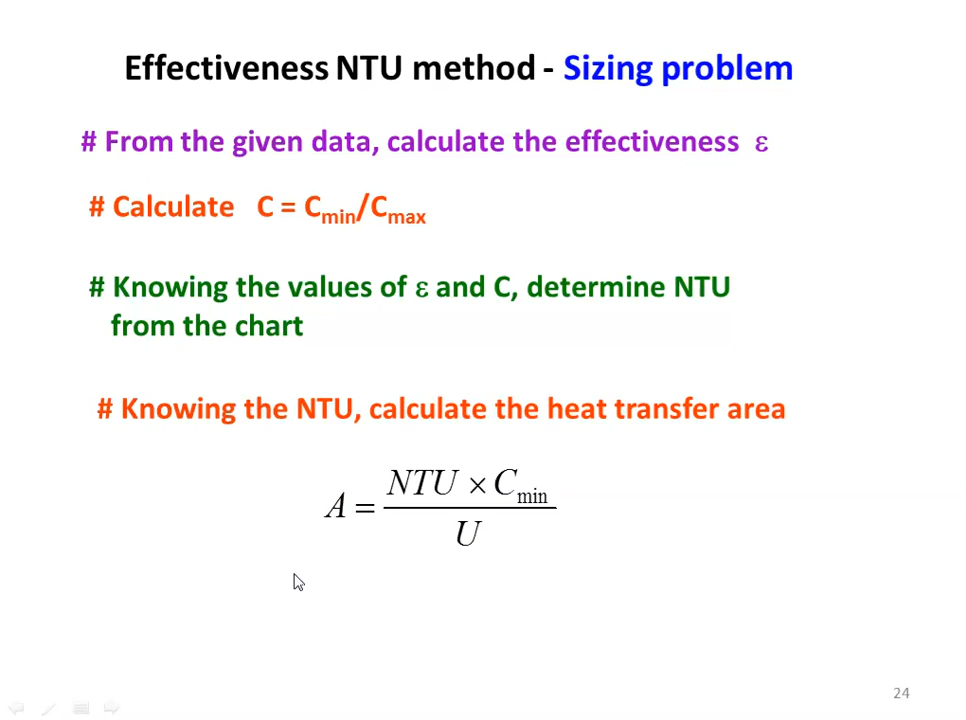 Effectiveness NTU method - Sizing problem
# From the given data, calculate the effectiveness ε
# Calculate C = Cmin/Cmax
# Knowing the values of ε and C, determine NTU
from the chart
# Knowing the NTU, calculate the heat transfer area
A = NTU × Cmin / U
24